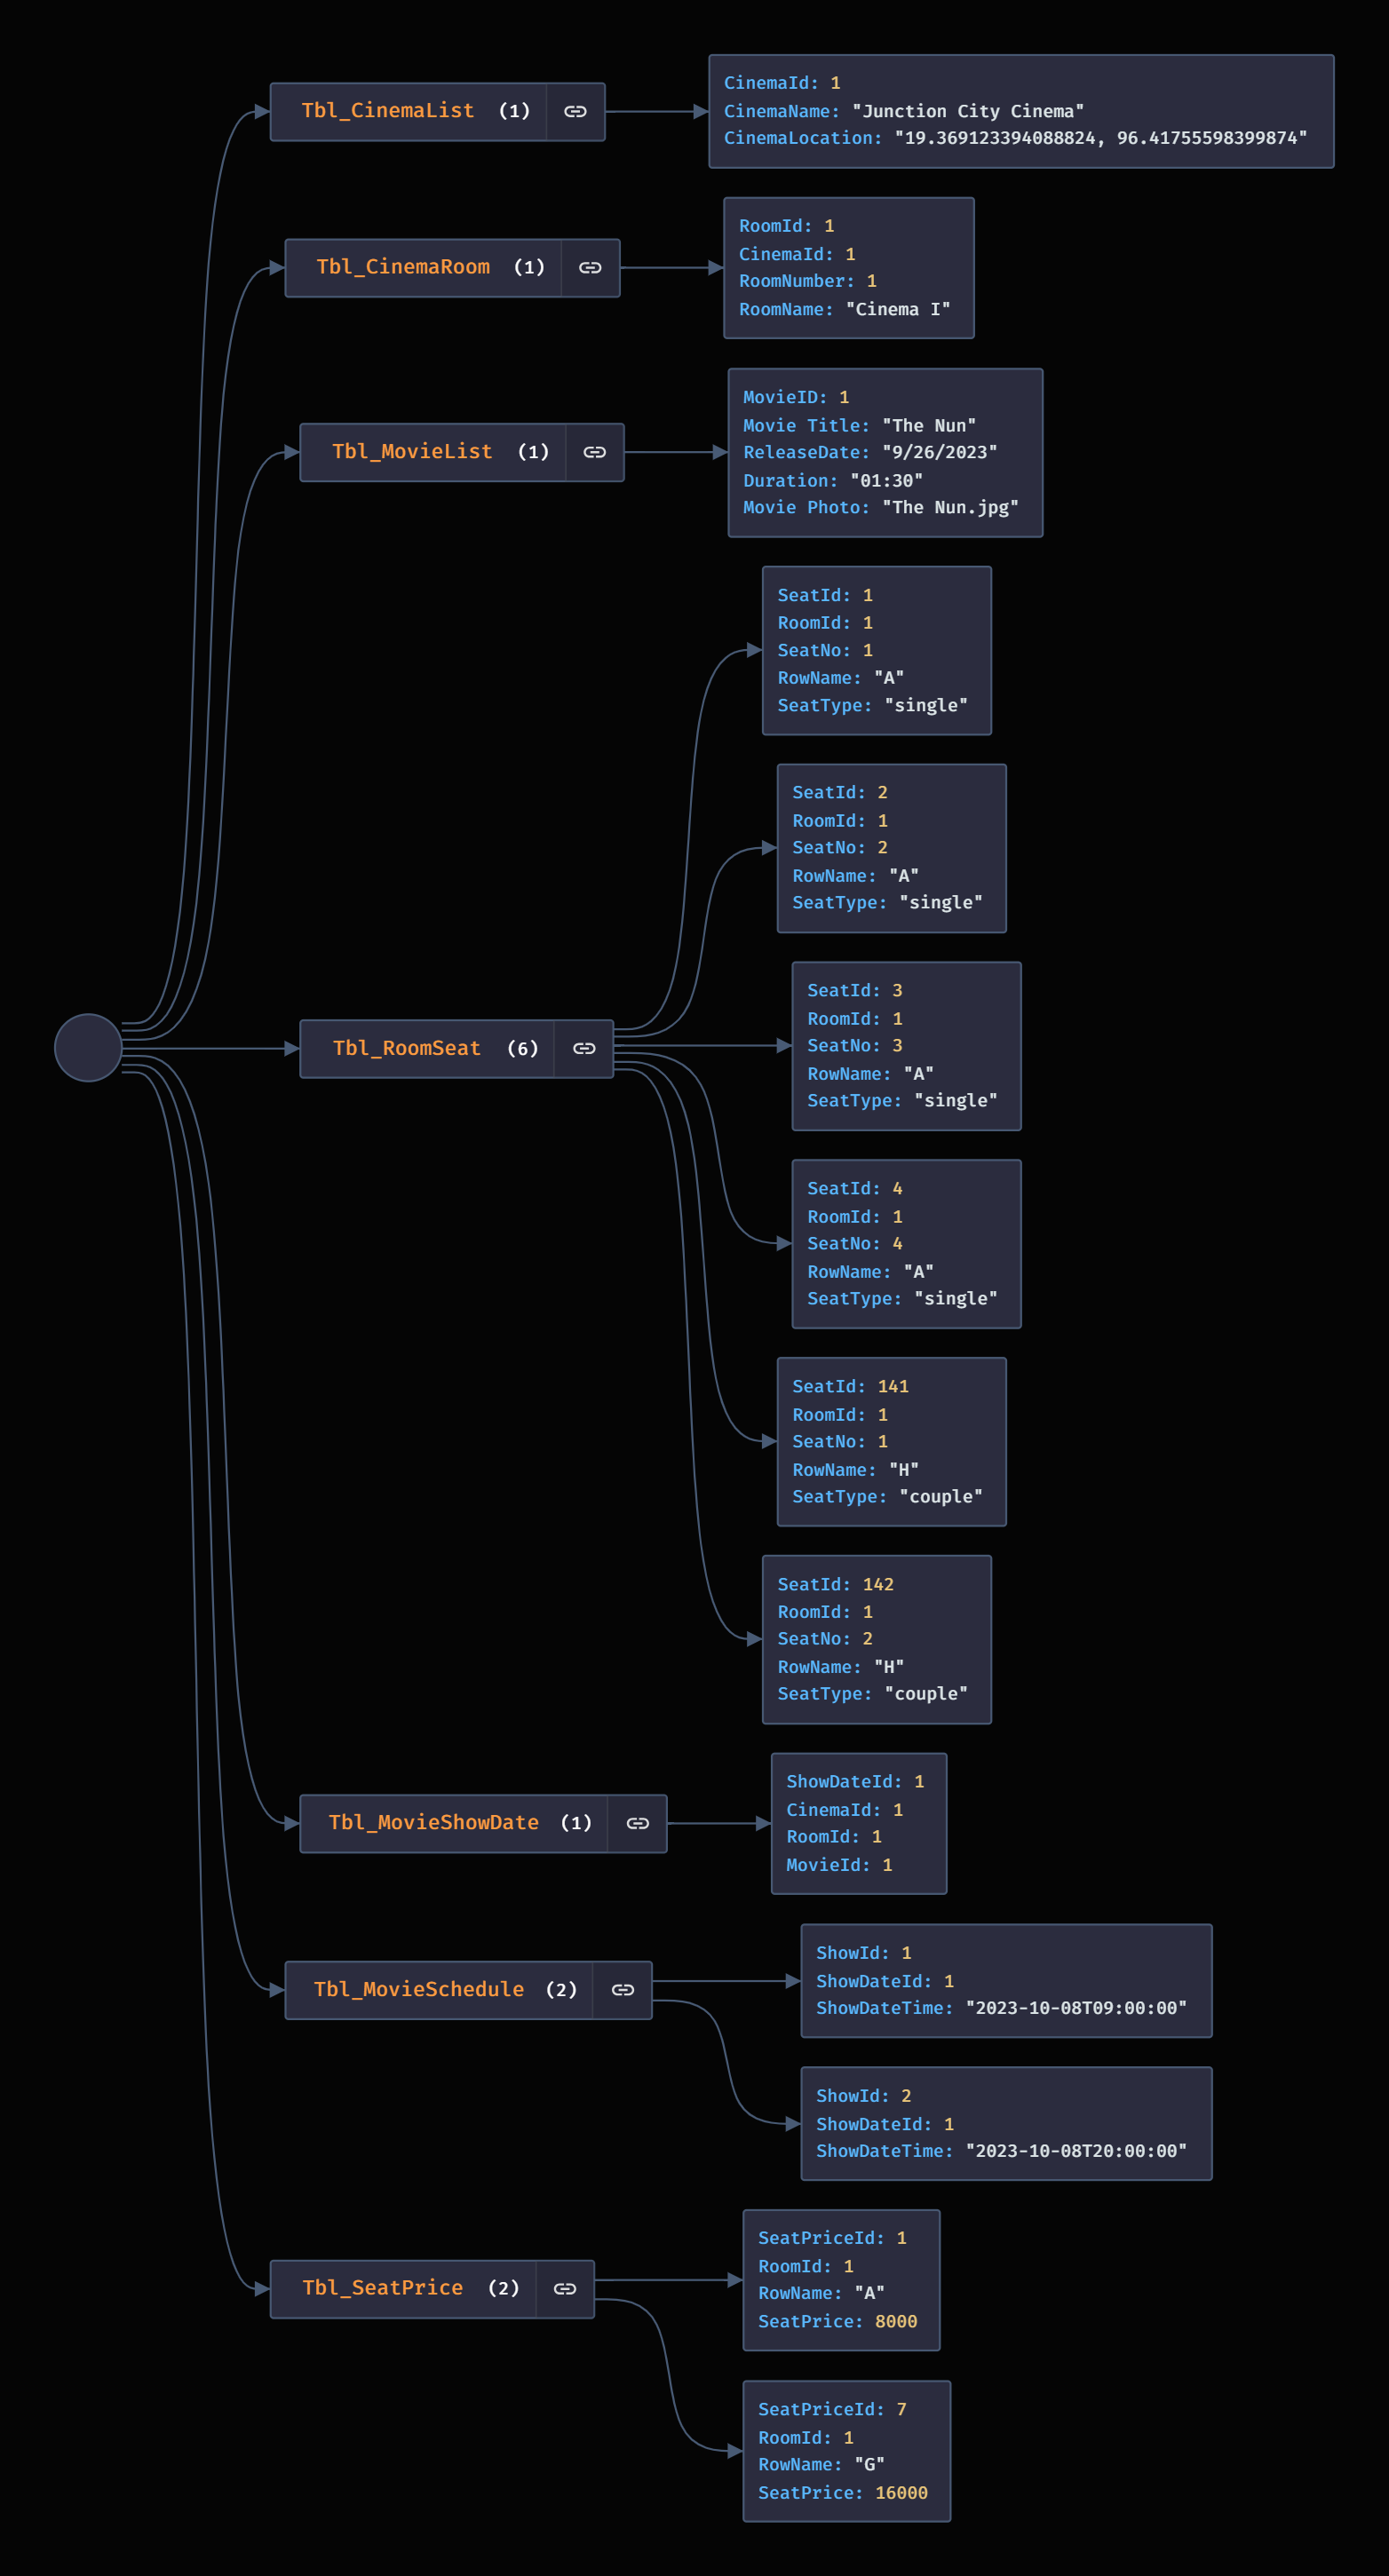 Tbl_CinemaList (1)
CinemaId: 1
CinemaName: "Junction City Cinema"
CinemaLocation: "19.369123394088824, 96.41755598399874"
Tbl_CinemaRoom (1)
RoomId: 1
CinemaId: 1
RoomNumber: 1
RoomName: "Cinema I"
Tbl_MovieList (1)
MovieID: 1
Movie Title: "The Nun"
ReleaseDate: "9/26/2023"
Duration: "01:30"
Movie Photo: "The Nun.jpg"
Tbl_RoomSeat (6)
SeatId: 1
RoomId: 1
SeatNo: 1
RowName: "A"
SeatType: "single"
SeatId: 2
RoomId: 1
SeatNo: 2
RowName: "A"
SeatType: "single"
SeatId: 3
RoomId: 1
SeatNo: 3
RowName: "A"
SeatType: "single"
SeatId: 4
RoomId: 1
SeatNo: 4
RowName: "A"
SeatType: "single"
SeatId: 141
RoomId: 1
SeatNo: 1
RowName: "H"
SeatType: "couple"
SeatId: 142
RoomId: 1
SeatNo: 2
RowName: "H"
SeatType: "couple"
Tbl_MovieShowDate (1)
ShowDateId: 1
CinemaId: 1
RoomId: 1
MovieId: 1
Tbl_MovieSchedule (2)
ShowId: 1
ShowDateId: 1
ShowDateTime: "2023-10-08T09:00:00"
ShowId: 2
ShowDateId: 1
ShowDateTime: "2023-10-08T20:00:00"
Tbl_SeatPrice (2)
SeatPriceId: 1
RoomId: 1
RowName: "A"
SeatPrice: 8000
SeatPriceId: 7
RoomId: 1
RowName: "G"
SeatPrice: 16000